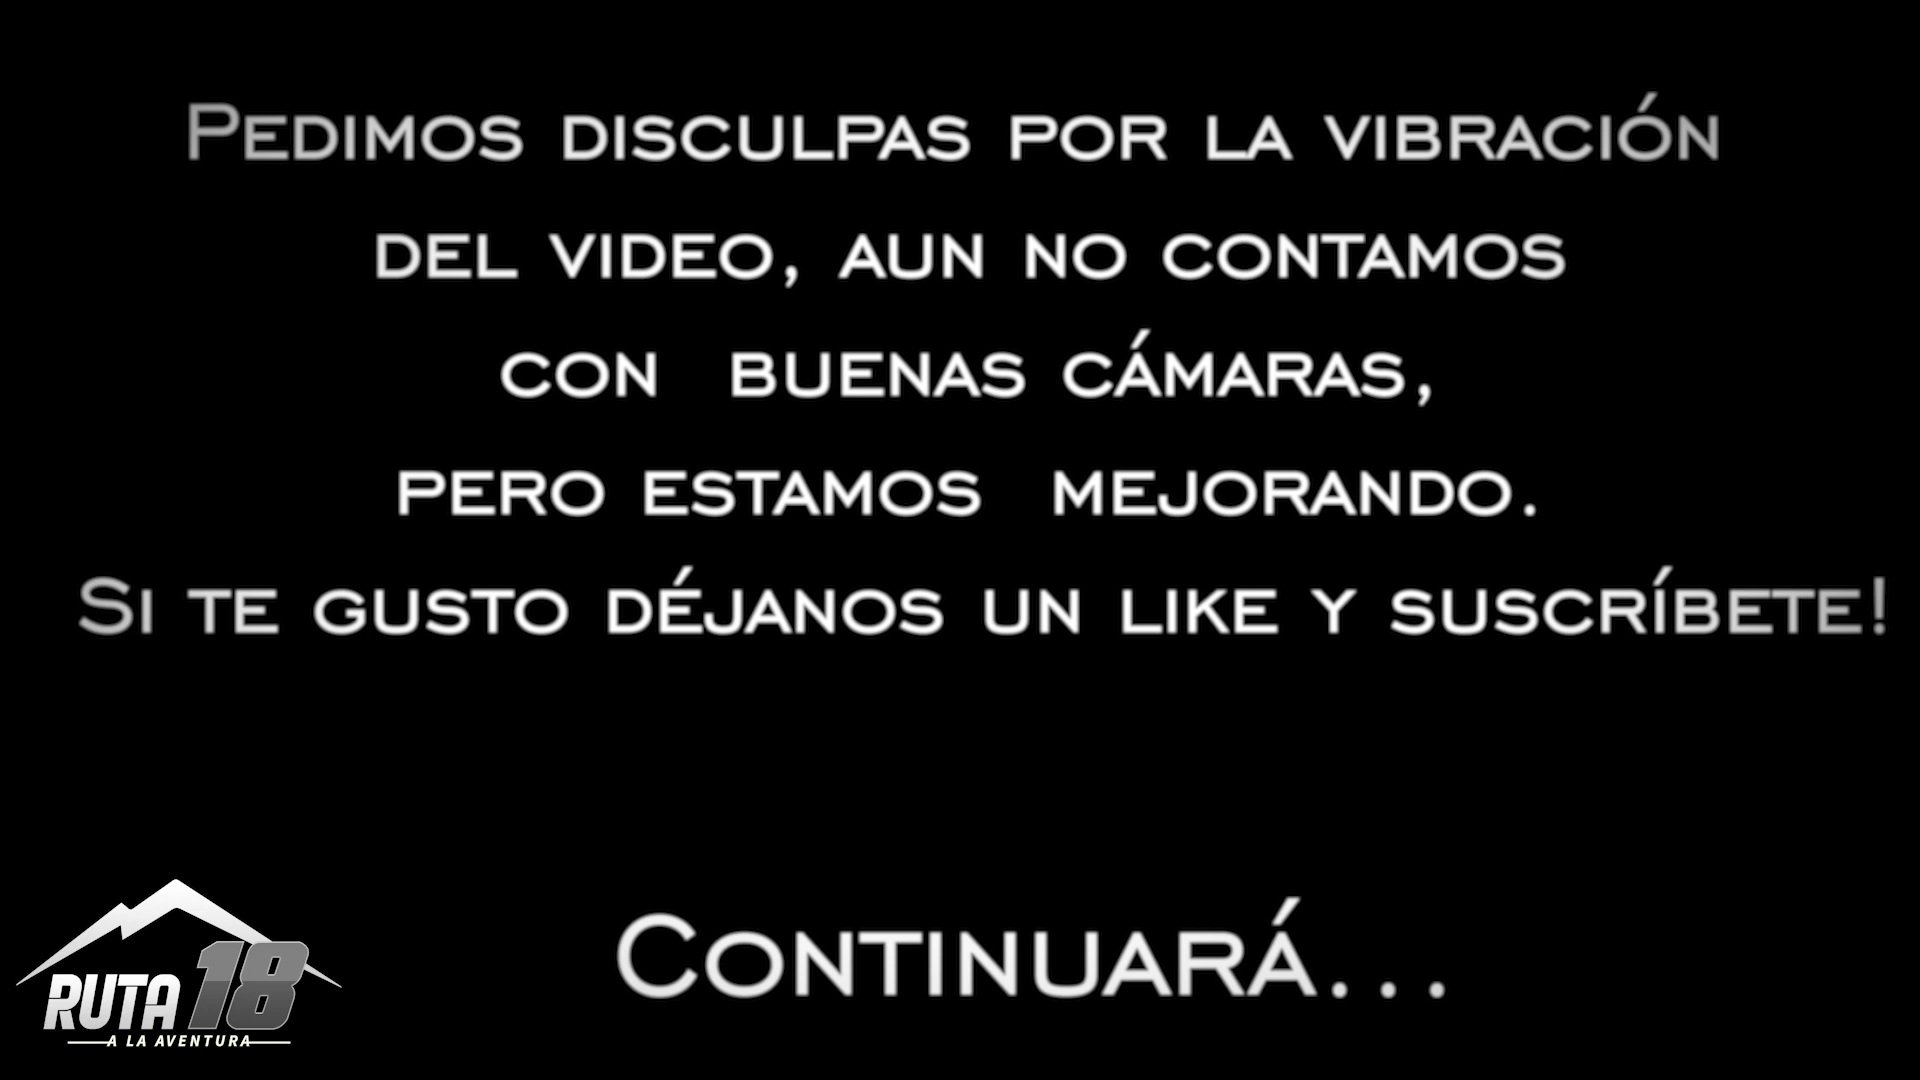 PEDIMOS DISCULPAS POR LA VIBRACIÓN
DEL VIDEO, AUN NO CONTAMOS
CON BUENAS CÁMARAS,
PERO ESTAMOS MEJORANDO.
SI TE GUSTO DÉJANOS UN LIKE Y SUSCRÍBETE!
CONTINUARÁ...
RUTA 18
A LA AVENTURA